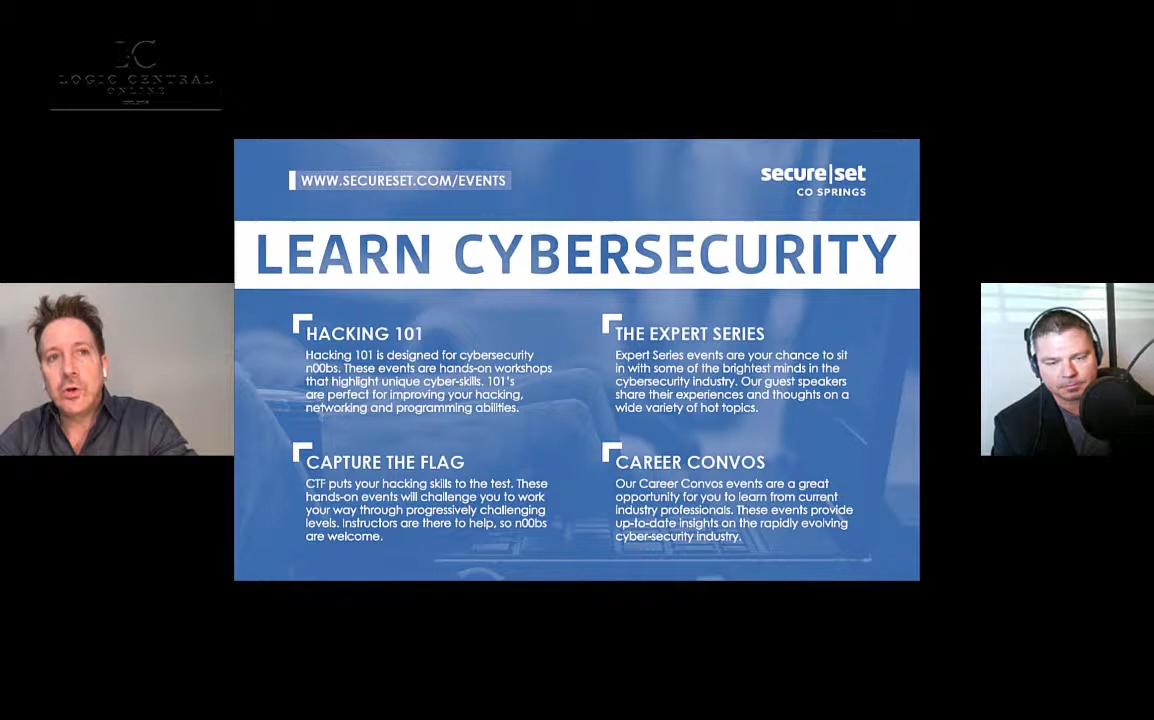 LC
LOGIC CENTRAL
ONLINE
WWW.SECURESET.COM/EVENTS
secure|set
CO SPRINGS
LEARN CYBERSECURITY
HACKING 101
Hacking 101 is designed for cybersecurity
n00bs. These events are hands-on workshops
that highlight unique cyber-skills. 101's
are perfect for improving your hacking,
networking and programming abilities.
THE EXPERT SERIES
Expert Series events are your chance to sit
in with some of the brightest minds in the
cybersecurity industry. Our guest speakers
share their experiences and thoughts on a
wide variety of hot topics.
CAPTURE THE FLAG
CTF puts your hacking skills to the test. These
hands-on events will challenge you to work
your way through progressively challenging
levels. Instructors are there to help, so n00bs
are welcome.
CAREER CONVOS
Our Career Convos events are a great
opportunity for you to learn from current
industry professionals. These events provide
up-to-date insights on the rapidly evolving
cyber-security industry.